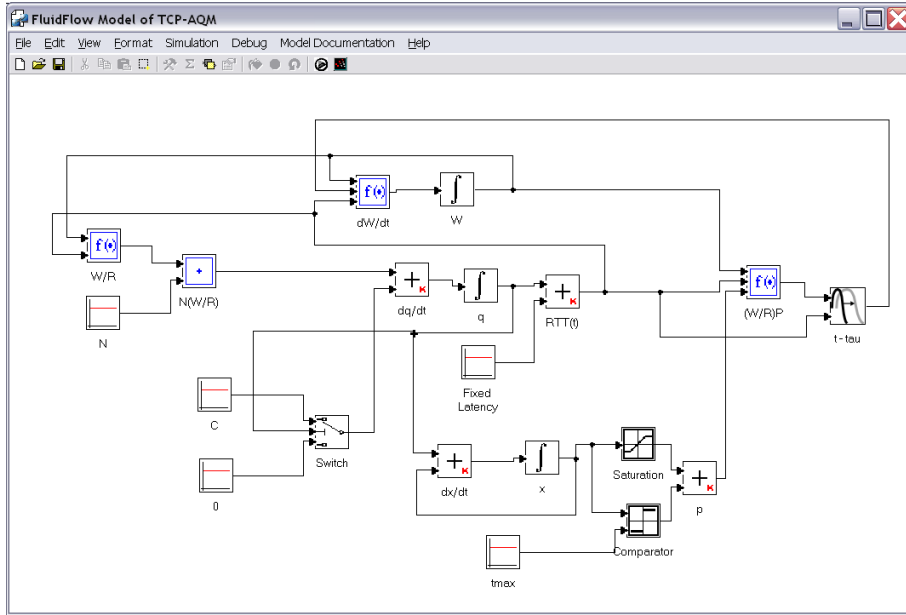 FluidFlow Model of TCP-AQM
File Edit View Format Simulation Debug Model Documentation Help
f(•)
dW/dt
∫
W
f(•)
W/R
+
N(W/R)
N
+
K
dq/dt
∫
q
+
K
RTT(t)
f(•)
(W/R)P
t-tau
Fixed
Latency
C
Switch
0
+
K
dx/dt
∫
x
Saturation
+
K
p
Comparator
tmax